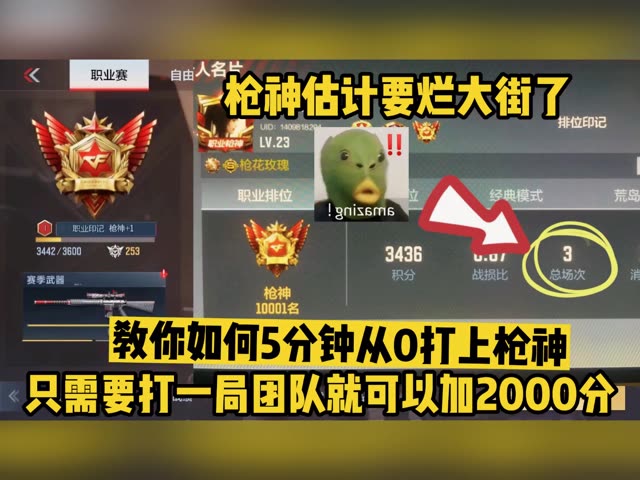 枪神估计要烂大街了
职业赛
自由
人名片
职业枪神
LV.23
枪花玫瑰
排位印记
!!
amazing!
职业排位
经典模式
荒岛
CF
职业印记 枪神+1
3442/3600
253
赛季武器
枪神
10001名
3436
积分
0.67
战损比
3
总场次
消
教你如何5分钟从0打上枪神
只需要打一局团队就可以加2000分